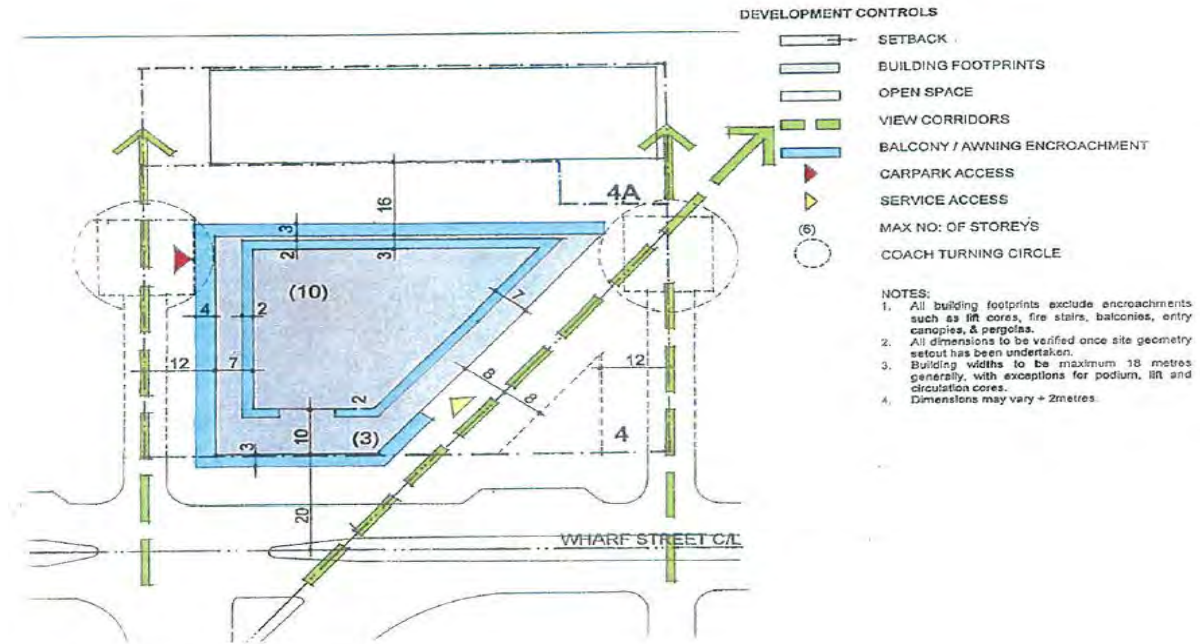 DEVELOPMENT CONTROLS
SETBACK
BUILDING FOOTPRINTS
OPEN SPACE
VIEW CORRIDORS
BALCONY / AWNING ENCROACHMENT
CARPARK ACCESS
SERVICE ACCESS
(6) MAX NO: OF STOREYS
COACH TURNING CIRCLE
NOTES:
1. All building footprints exclude encroachments
such as lift cores, fire stairs, balconies, entry
canopies, & pergolas.
2. All dimensions to be verified once site geometry
setout has been undertaken.
3. Building widths to be maximum 18 metres
generally, with exceptions for podium, lift and
circulation cores.
4. Dimensions may vary + 2metres.
4A
16
3
2
3
(10)
7
4
2
12
7
8
12
8
2
10
(3)
4
3
20
WHARF STREET C/L